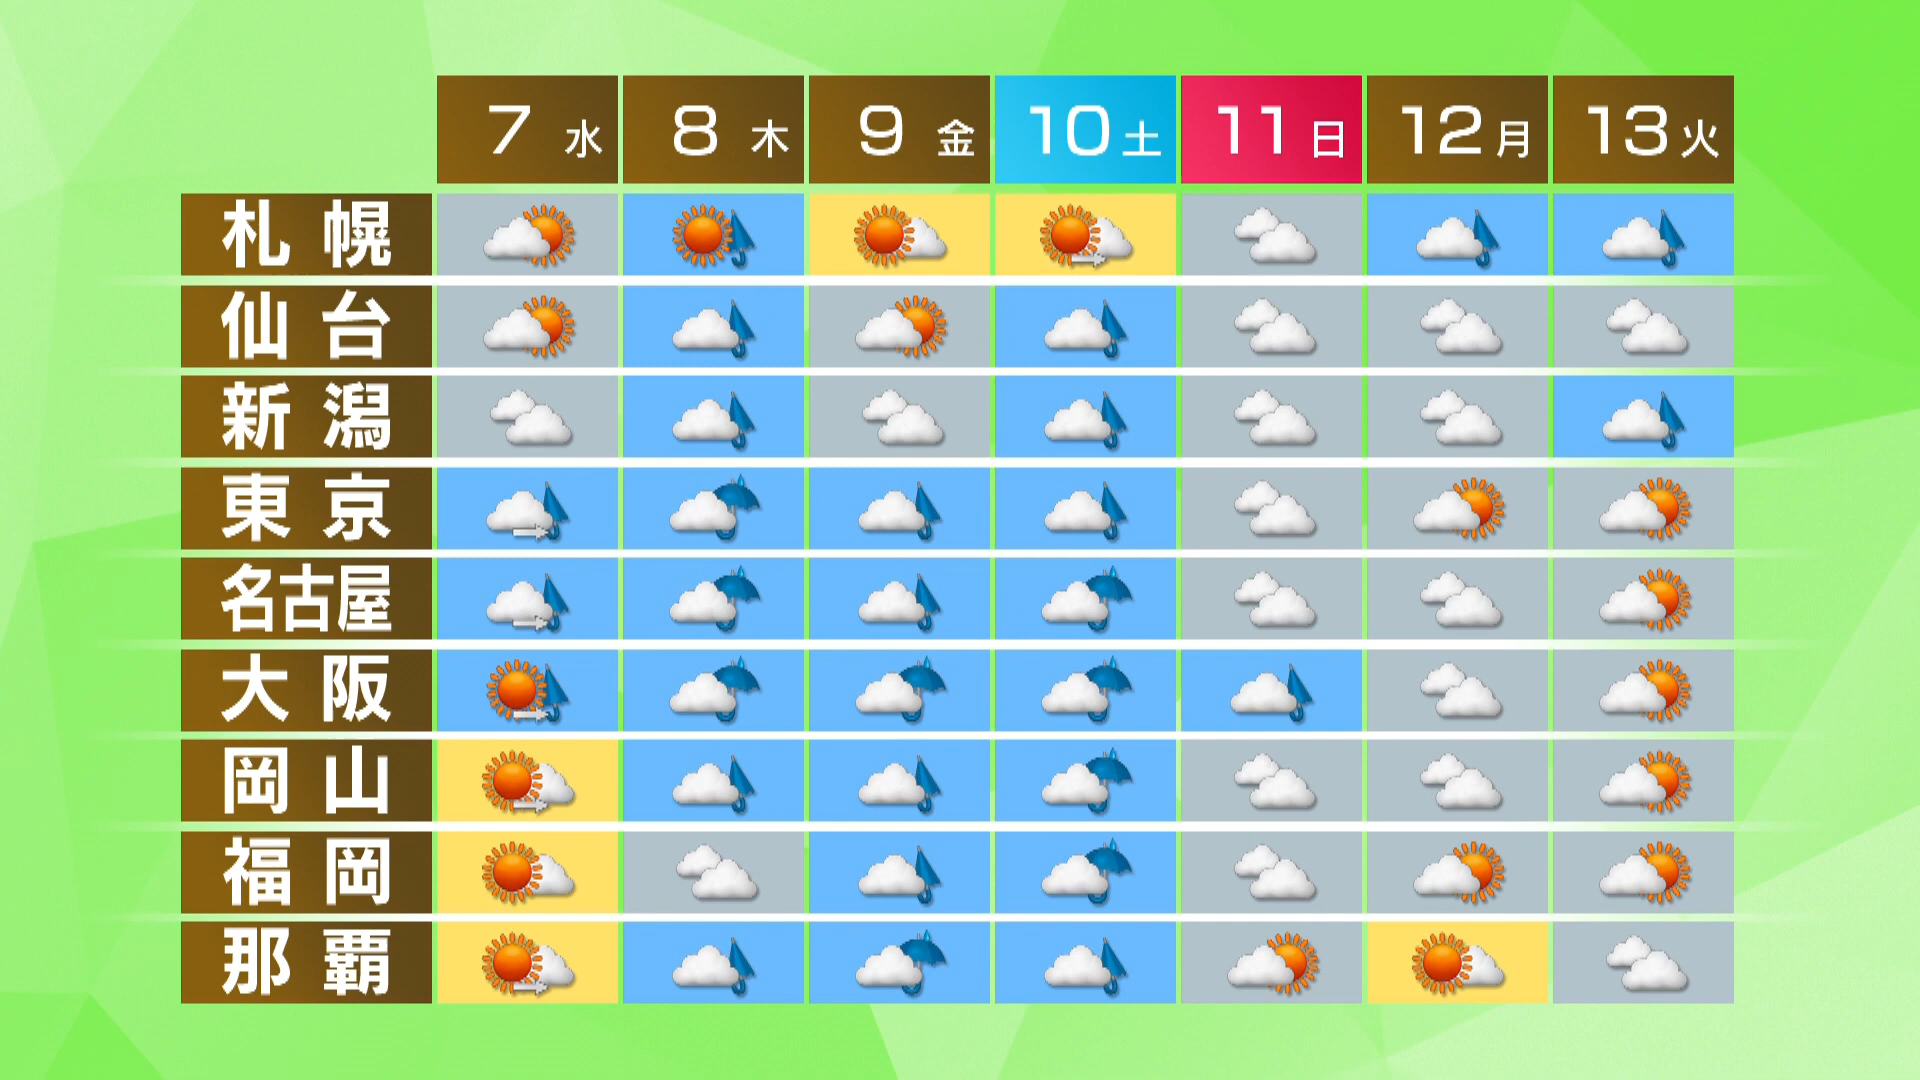 7 水 8 木 9 金 10 土 11 日 12 月 13 火
札幌
仙台
新潟
東京
名古屋
大阪
岡山
福岡
那覇